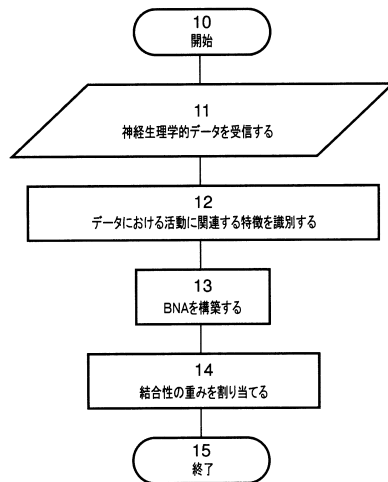 10
開始
11
神経生理学的データを受信する
12
データにおける活動に関連する特徴を識別する
13
BNAを構築する
14
結合性の重みを割り当てる
15
終了